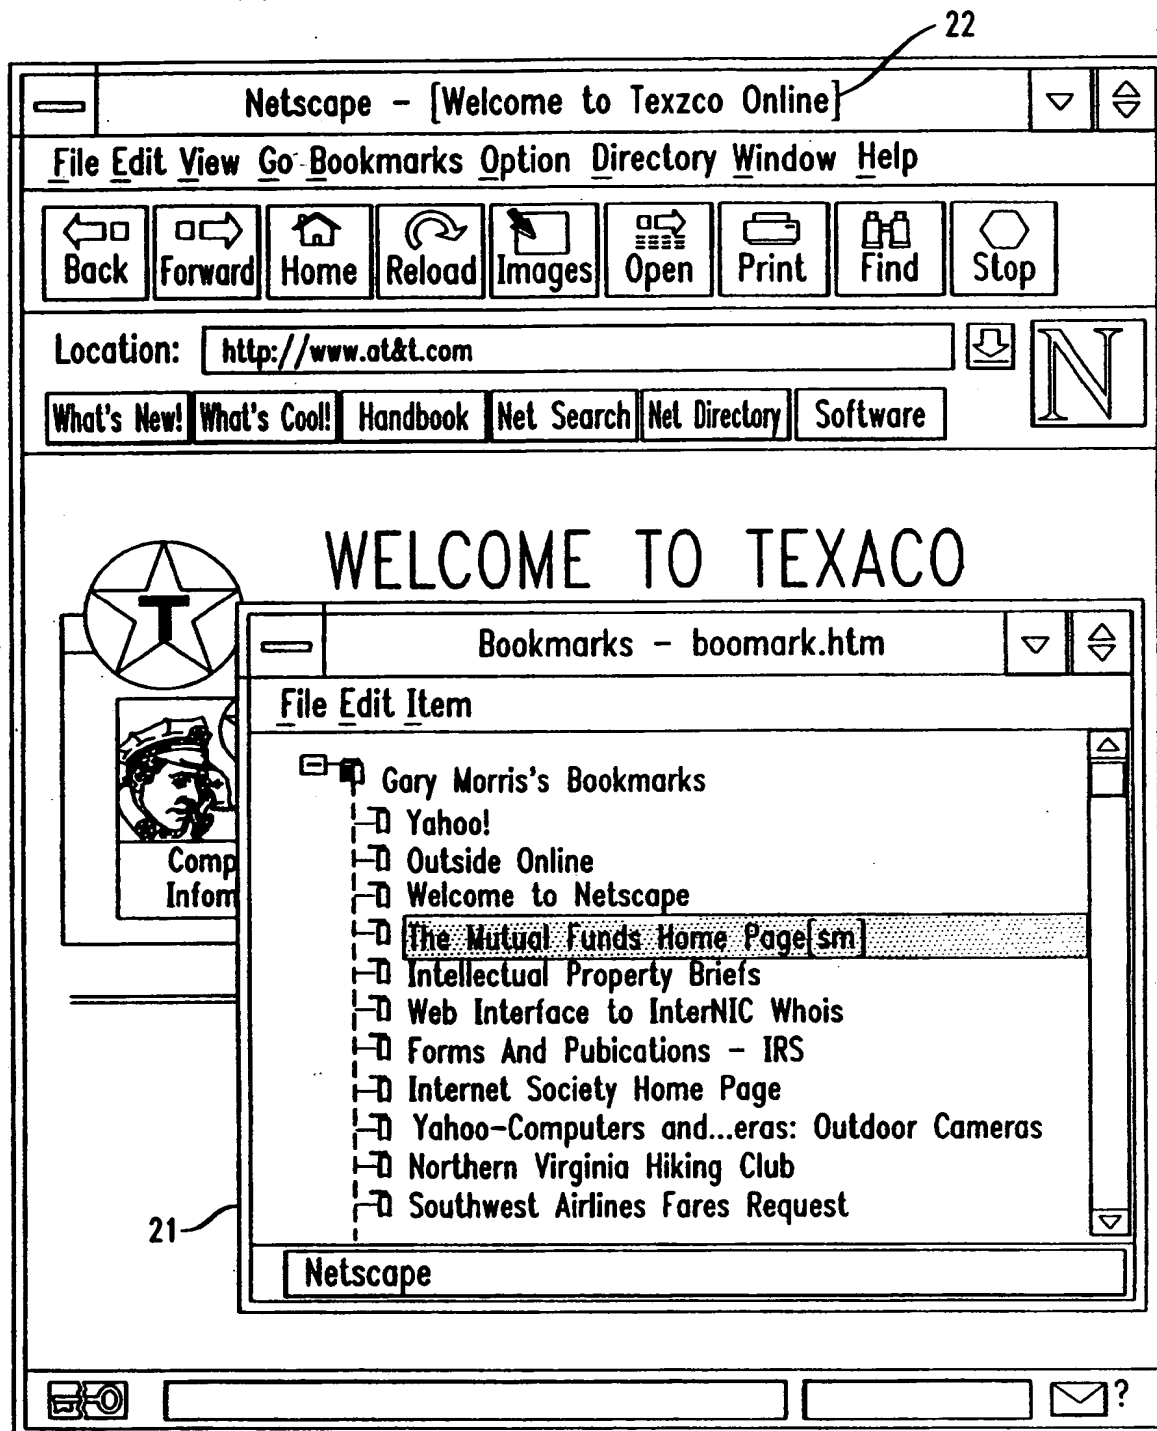 22
Netscape - [Welcome to Texzco Online]
File Edit View Go Bookmarks Option Directory Window Help
Back Forward Home Reload Images Open Print Find Stop
Location: http://www.at&t.com
N
What's New! What's Cool! Handbook Net Search Net Directory Software
WELCOME TO TEXACO
T
Bookmarks - boomark.htm
File Edit Item
Gary Morris's Bookmarks
Yahoo!
Outside Online
Welcome to Netscape
The Mutual Funds Home Page[sm]
Intellectual Property Briefs
Web Interface to InterNIC Whois
Forms And Pubications - IRS
Internet Society Home Page
Yahoo-Computers and...eras: Outdoor Cameras
Northern Virginia Hiking Club
Southwest Airlines Fares Request
Comp
Infom
21
Netscape
?